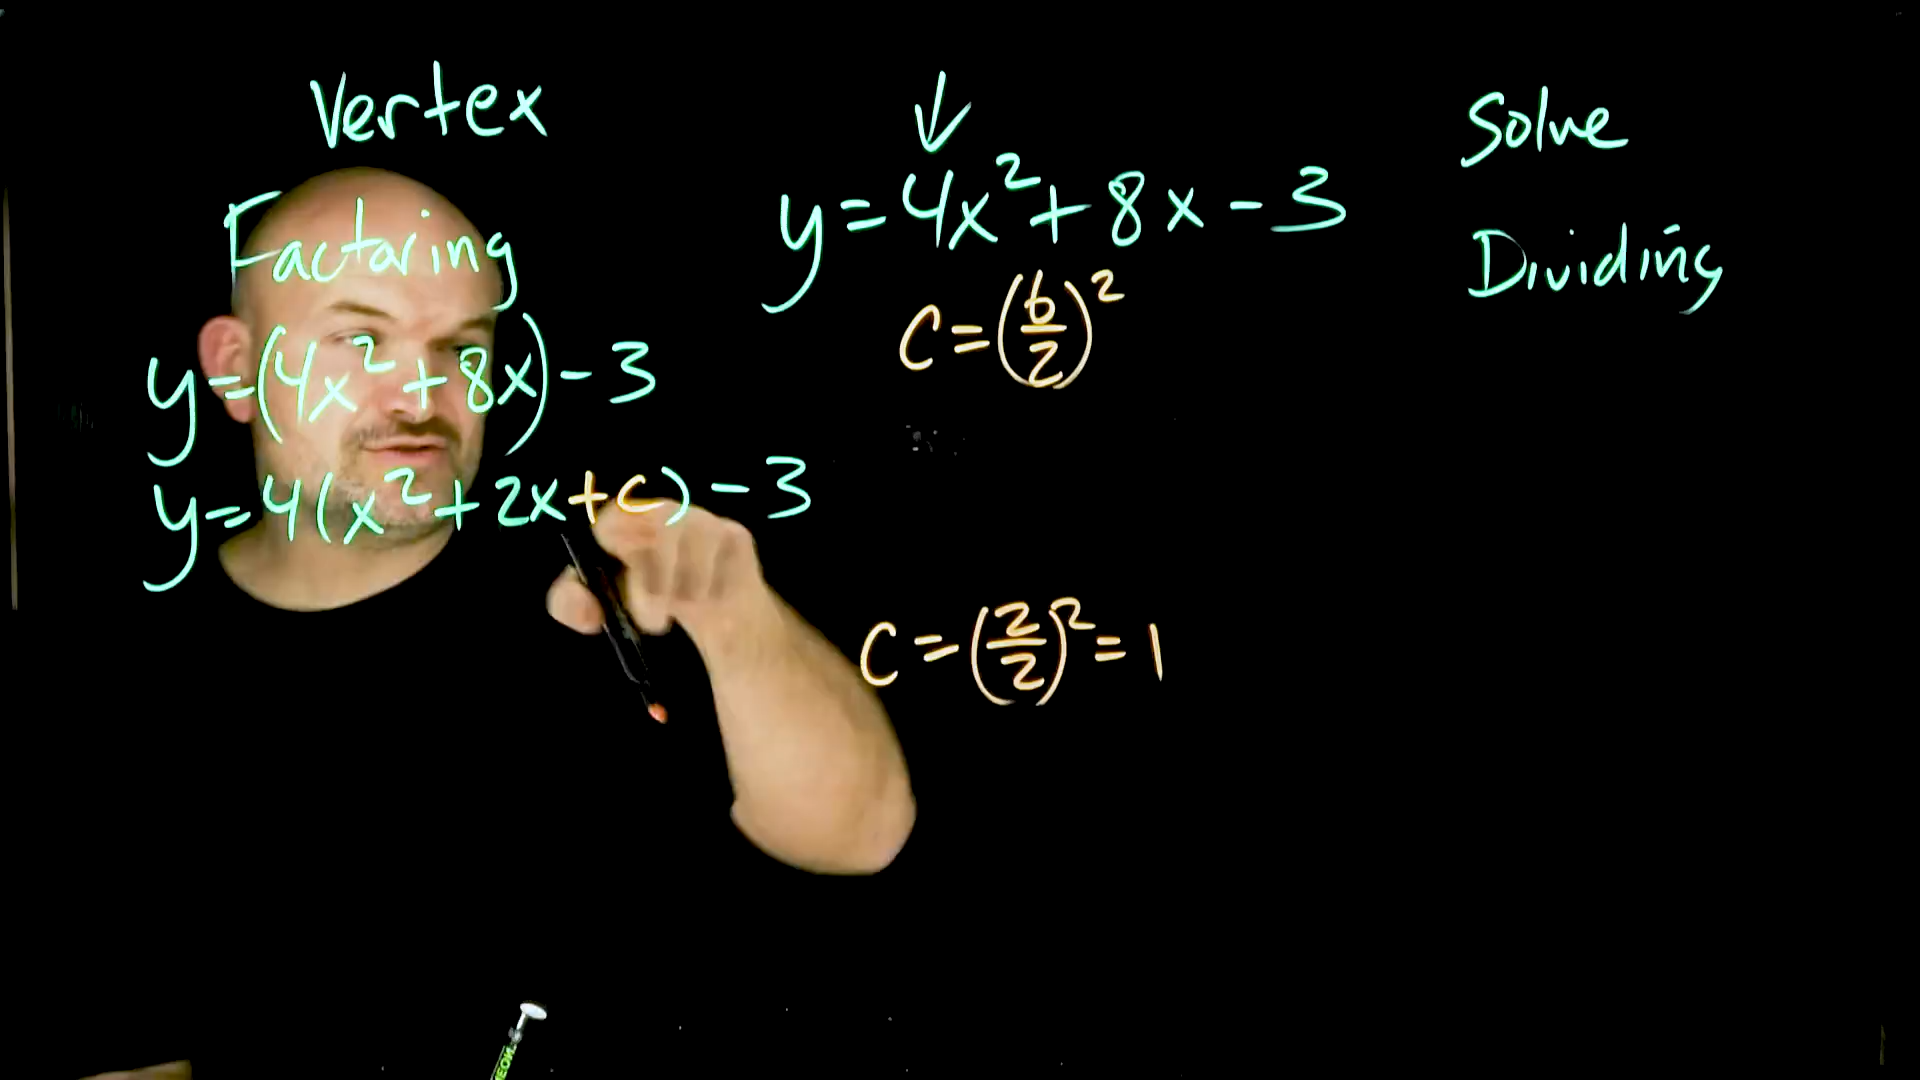 Vertex
Factoring
y=(4x²+8x)-3
y=4(x²+2x+c)-3
↓
y=4x²+8x-3
c=(b/2)²
c=(2/2)²=1
Solve
Dividing
NEON